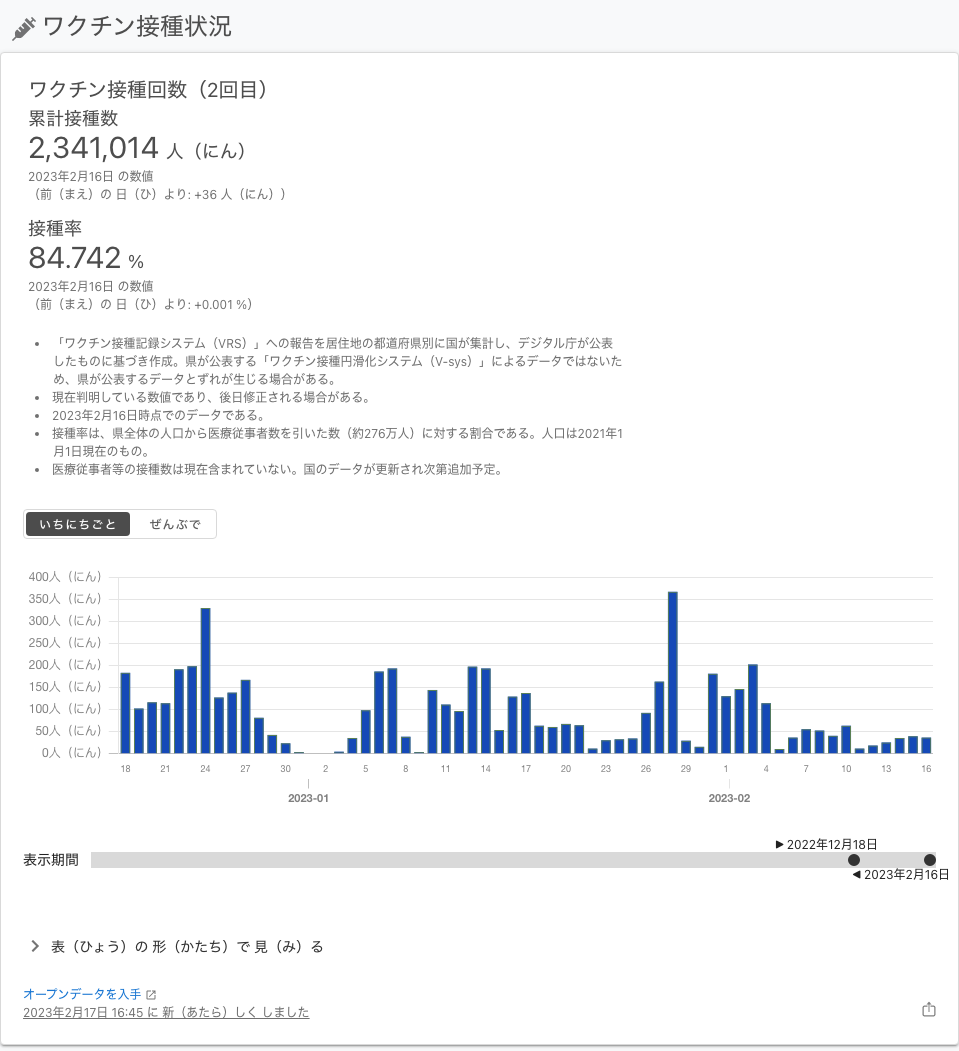 ワクチン接種状況
ワクチン接種回数（2回目）
累計接種数
2,341,014 人（にん）
2023年2月16日 の数値
（前（まえ）の 日（ひ）より: +36 人（にん））
接種率
84.742 %
2023年2月16日 の数値
（前（まえ）の 日（ひ）より: +0.001 %）
• 「ワクチン接種記録システム（VRS）」への報告を居住地の都道府県別に国が集計し、デジタル庁が公表
したものに基づき作成。県が公表する「ワクチン接種円滑化システム（V-sys）」によるデータではないた
め、県が公表するデータとずれが生じる場合がある。
• 現在判明している数値であり、後日修正される場合がある。
• 2023年2月16日時点でのデータである。
• 接種率は、県全体の人口から医療従事者数を引いた数（約276万人）に対する割合である。人口は2021年1
月1日現在のもの。
• 医療従事者等の接種数は現在含まれていない。国のデータが更新され次第追加予定。
いちにちごと ぜんぶで
400人（にん）
350人（にん）
300人（にん）
250人（にん）
200人（にん）
150人（にん）
100人（にん）
50人（にん）
0人（にん）
18 21 24 27 30 2 5 8 11 14 17 20 23 26 29 1 4 7 10 13 16
2023-01 2023-02
▶ 2022年12月18日
表示期間
◀ 2023年2月16日
表（ひょう）の 形（かたち）で 見（み）る
オープンデータを入手
2023年2月17日 16:45 に 新（あたら）しく しました